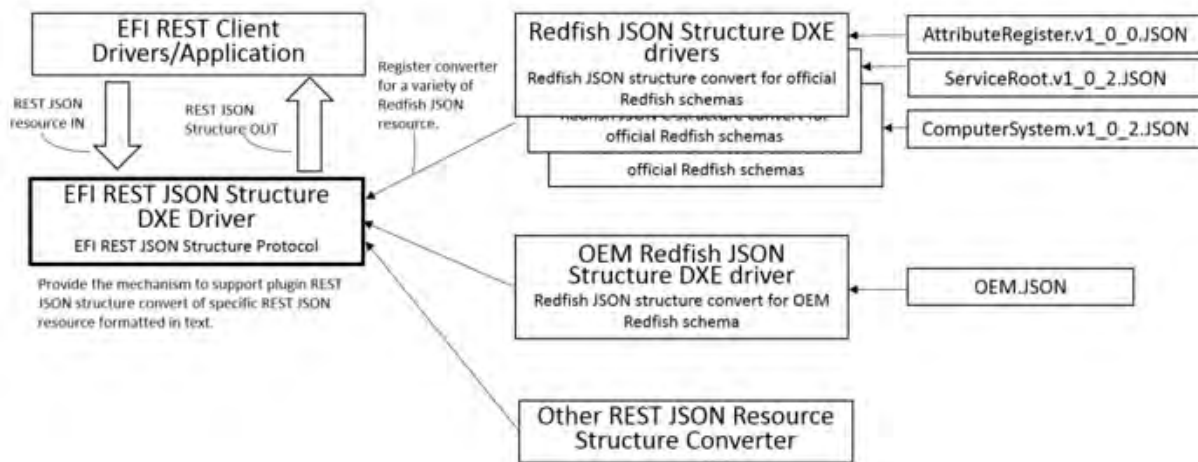 EFI REST Client
Drivers/Application
REST JSON
resource IN
REST JSON
Structure OUT
Register converter
for a variety of
Redfish JSON
resource.
EFI REST JSON Structure
DXE Driver
EFI REST JSON Structure Protocol
Provide the mechanism to support plugin REST
JSON structure convert of specific REST JSON
resource formatted in text.
Redfish JSON Structure DXE
drivers
Redfish JSON structure convert for official
Redfish schemas
official Redfish schemas
official Redfish schemas
AttributeRegister.v1_0_0.JSON
ServiceRoot.v1_0_2.JSON
ComputerSystem.v1_0_2.JSON
OEM Redfish JSON
Structure DXE driver
Redfish JSON structure convert for OEM
Redfish schema
OEM.JSON
Other REST JSON Resource
Structure Converter